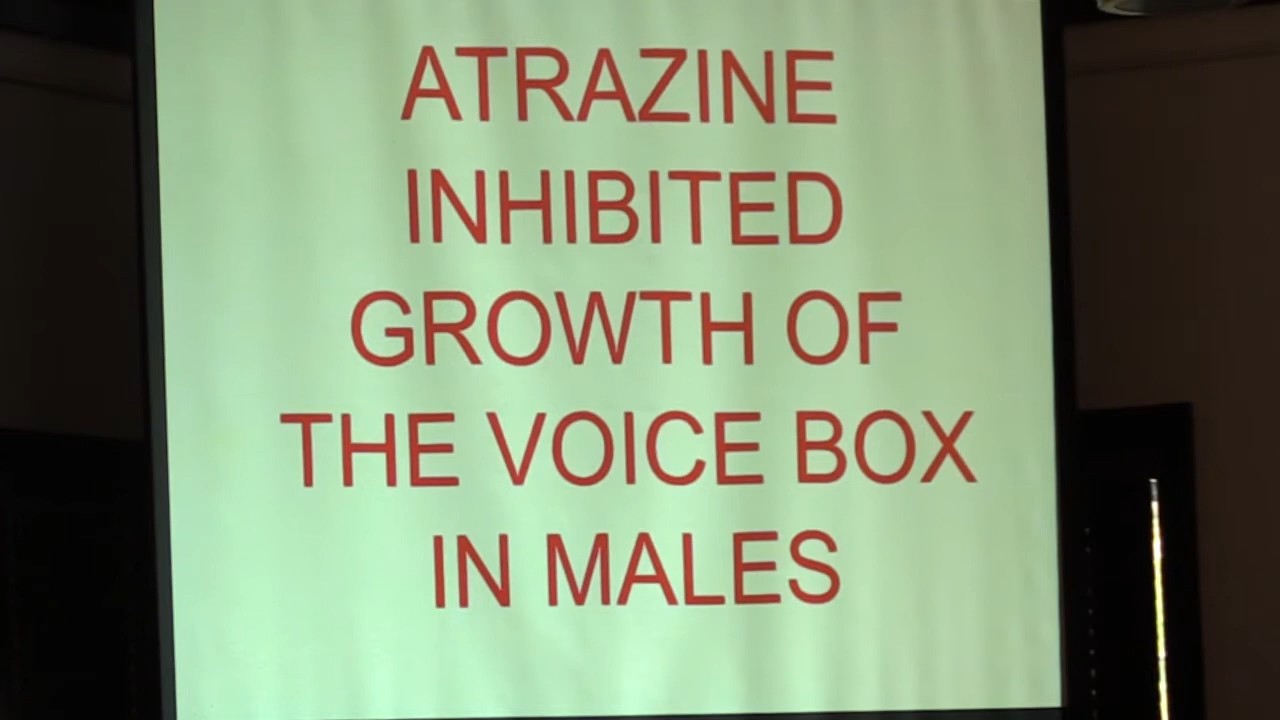 ATRAZINE
INHIBITED
GROWTH OF
THE VOICE BOX
IN MALES